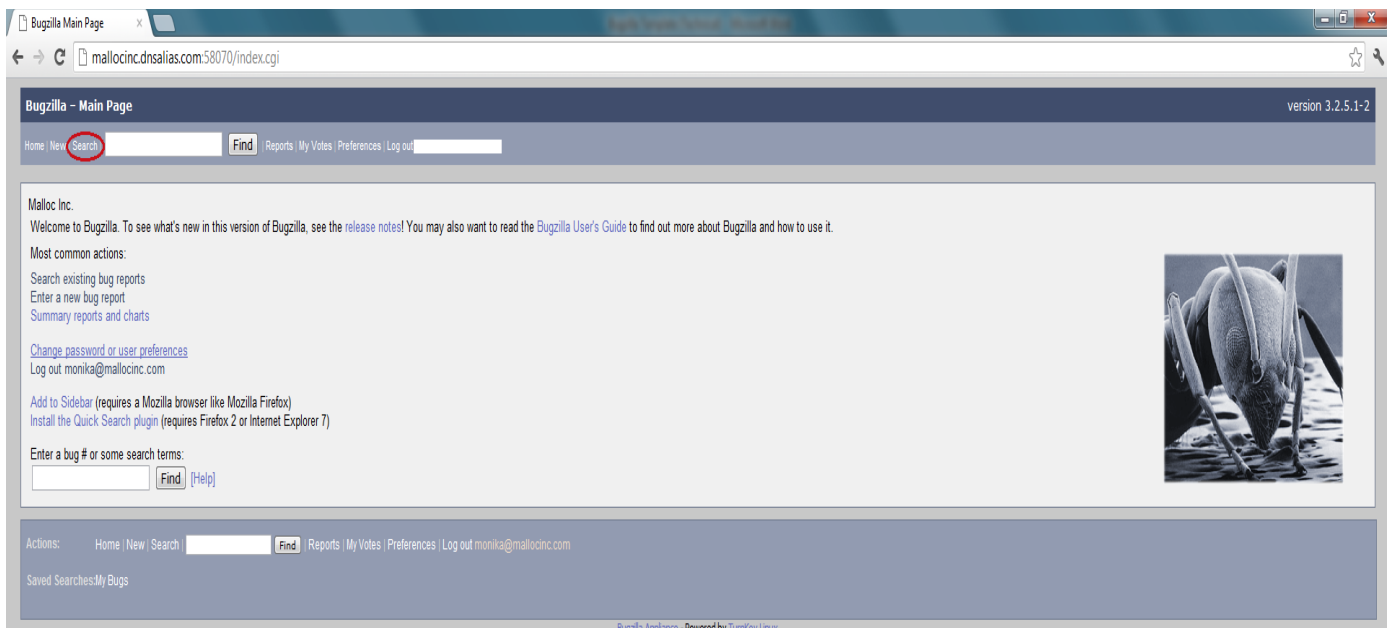 Bugzilla Main Page
mallocinc.dnsalias.com:58070/index.cgi
Bugzilla – Main Page version 3.2.5.1-2
Home | New | Search | Find | Reports | My Votes | Preferences | Log out
Malloc Inc.
Welcome to Bugzilla. To see what's new in this version of Bugzilla, see the release notes! You may also want to read the Bugzilla User's Guide to find out more about Bugzilla and how to use it.
Most common actions:
Search existing bug reports
Enter a new bug report
Summary reports and charts
Change password or user preferences
Log out monika@mallocinc.com
Add to Sidebar (requires a Mozilla browser like Mozilla Firefox)
Install the Quick Search plugin (requires Firefox 2 or Internet Explorer 7)
Enter a bug # or some search terms:
Find [Help]
Actions: Home | New | Search | Find | Reports | My Votes | Preferences | Log out monika@mallocinc.com
Saved Searches:My Bugs
Bugzilla Appliance - Powered by TurnKey Linux